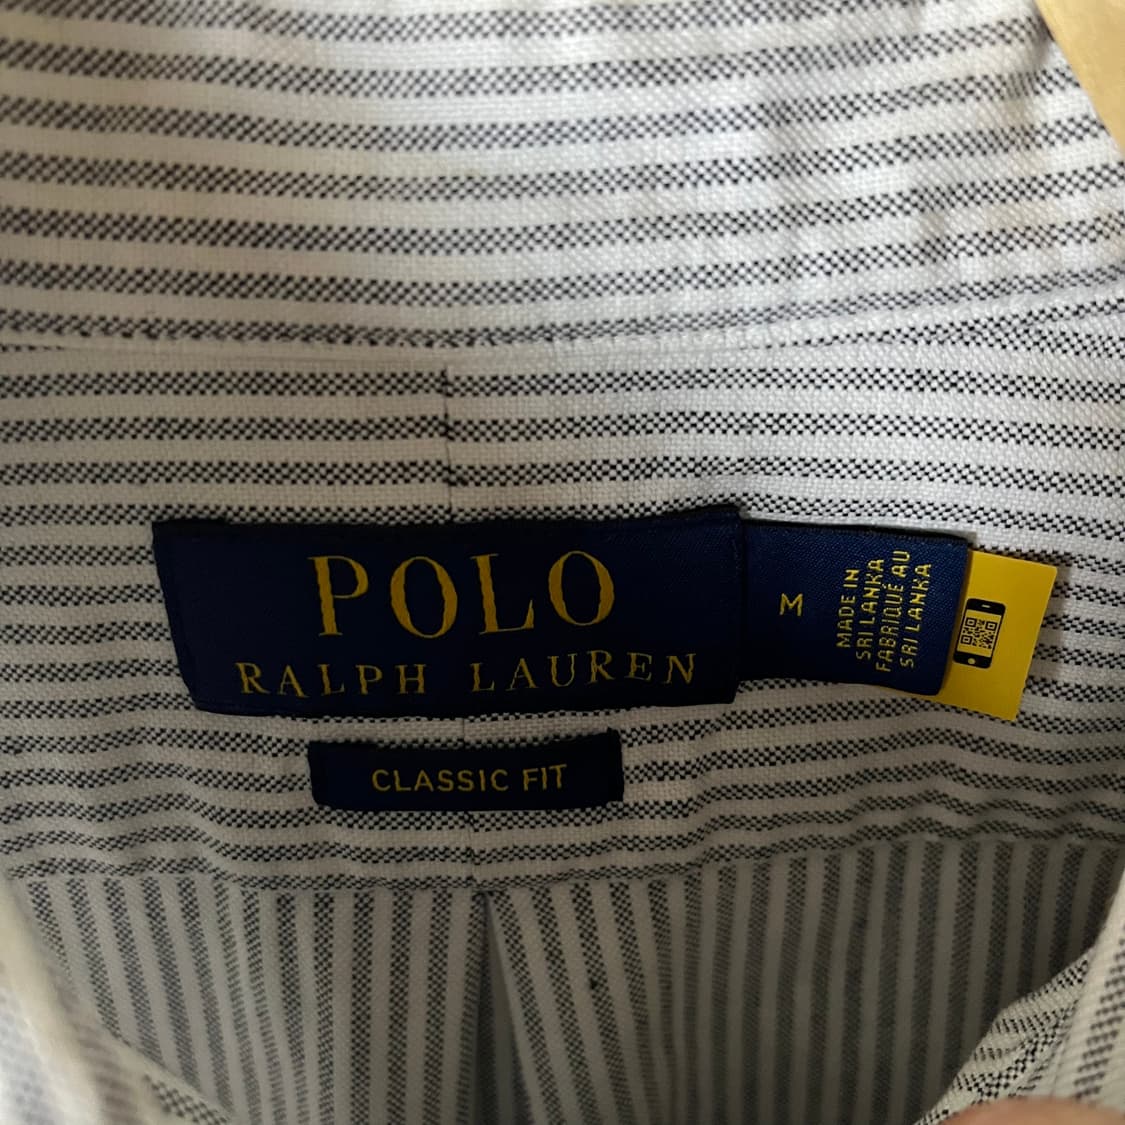 POLO
RALPH LAUREN
M
MADE IN
SRI LANKA
FABRIQUÉ AU
SRI LANKA
CLASSIC FIT